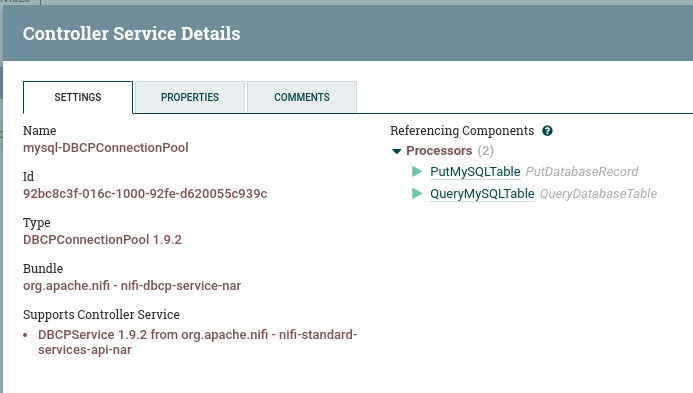 Controller Service Details
SETTINGS
PROPERTIES
COMMENTS
Name
mysql-DBCPConnectionPool
Id
92bc8c3f-016c-1000-92fe-d620055c939c
Type
DBCPConnectionPool 1.9.2
Bundle
org.apache.nifi - nifi-dbcp-service-nar
Supports Controller Service
• DBCPService 1.9.2 from org.apache.nifi - nifi-standard-
services-api-nar
Referencing Components ?
Processors (2)
PutMySQLTable PutDatabaseRecord
QueryMySQLTable QueryDatabaseTable